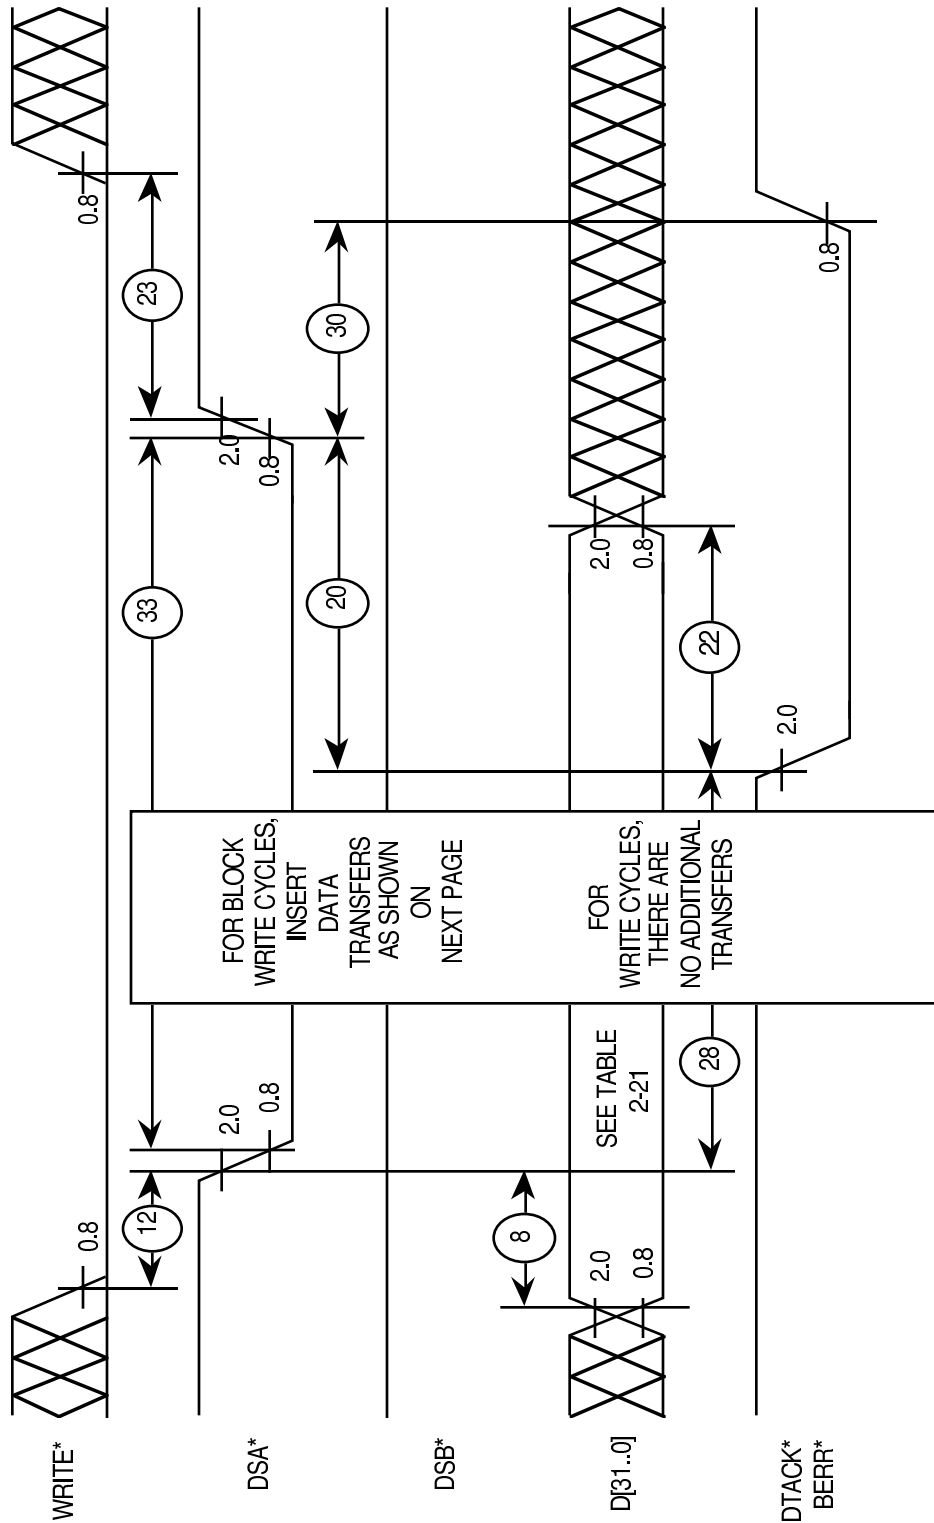 WRITE*
0.8
0.8
12
33
23
DSA*
2.0
0.8
2.0
0.8
20
30
DSB*
FOR BLOCK
WRITE CYCLES,
INSERT
DATA
TRANSFERS
AS SHOWN
ON
NEXT PAGE
8
D[31..0]
2.0
0.8
SEE TABLE
2-21
2.0
0.8
FOR
WRITE CYCLES,
THERE ARE
NO ADDITIONAL
TRANSFERS
28
22
DTACK*
BERR*
2.0
0.8